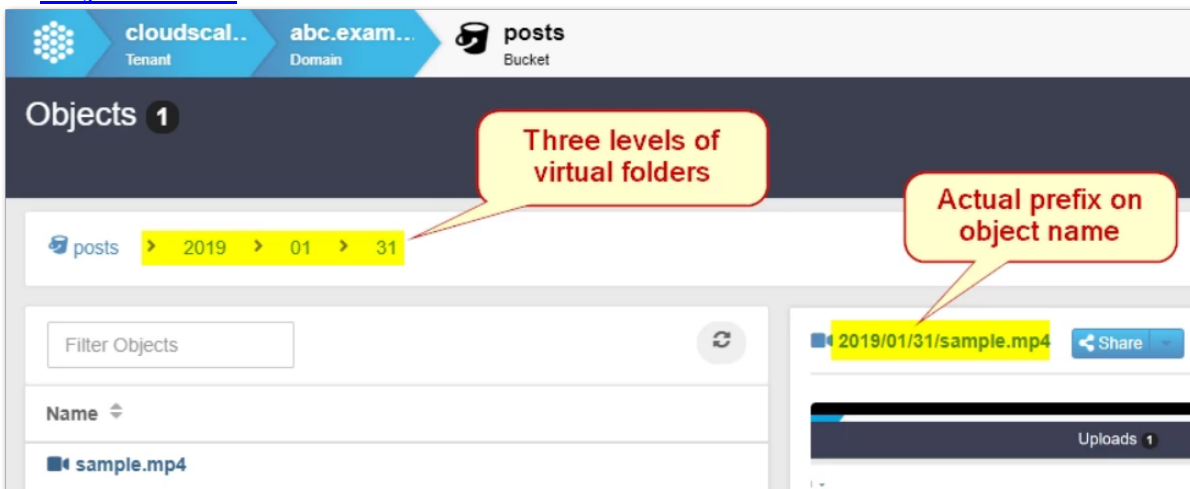 cloudscal..
Tenant
abc.exam...
Domain
posts
Bucket
Objects 1
Three levels of
virtual folders
Actual prefix on
object name
posts > 2019 > 01 > 31
Filter Objects
2019/01/31/sample.mp4
Share
Name
Uploads 1
sample.mp4